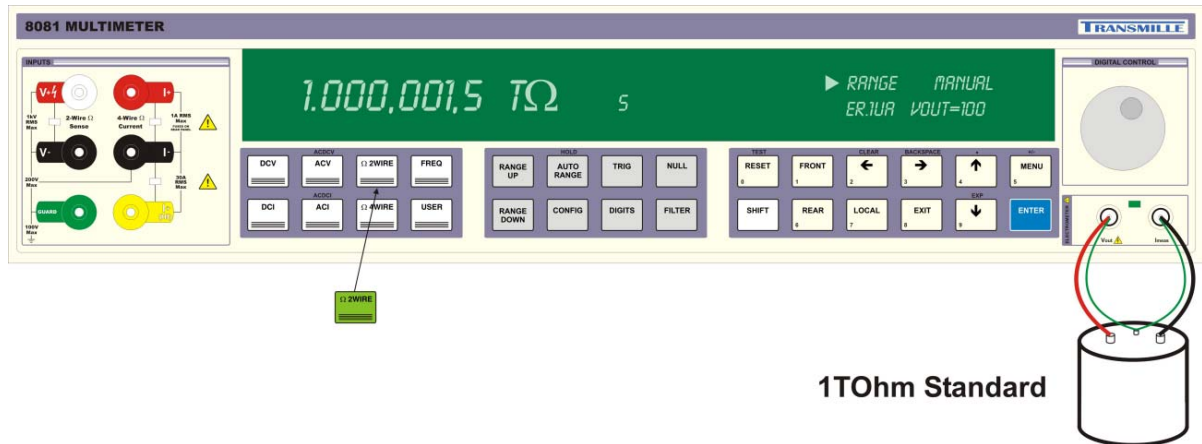 8081 MULTIMETER
TRANSMILLE
INPUTS
V+
I+
1kV
RMS
Max
2-Wire Ω
Sense
4-Wire Ω
Current
1A RMS
Max
V-
I-
200V
Max
30A
RMS
Max
GUARD
100V
Max
1.000,001,5 TΩ S
RANGE MANUAL
ER.1UA VOUT=100
DIGITAL CONTROL
ACDCV
DCV ACV Ω 2WIRE FREQ
ACDCI
DCI ACI Ω 4WIRE USER
HOLD
RANGE UP AUTO RANGE TRIG NULL
RANGE DOWN CONFIG DIGITS FILTER
TEST CLEAR BACKSPACE
RESET FRONT ← → ↑ MENU
0 1 2 3 4 5
EXP
SHIFT REAR LOCAL EXIT ↓ ENTER
6 7 8 9
ELECTROMETER
Vout
Imeas
Ω 2WIRE
1TOhm Standard